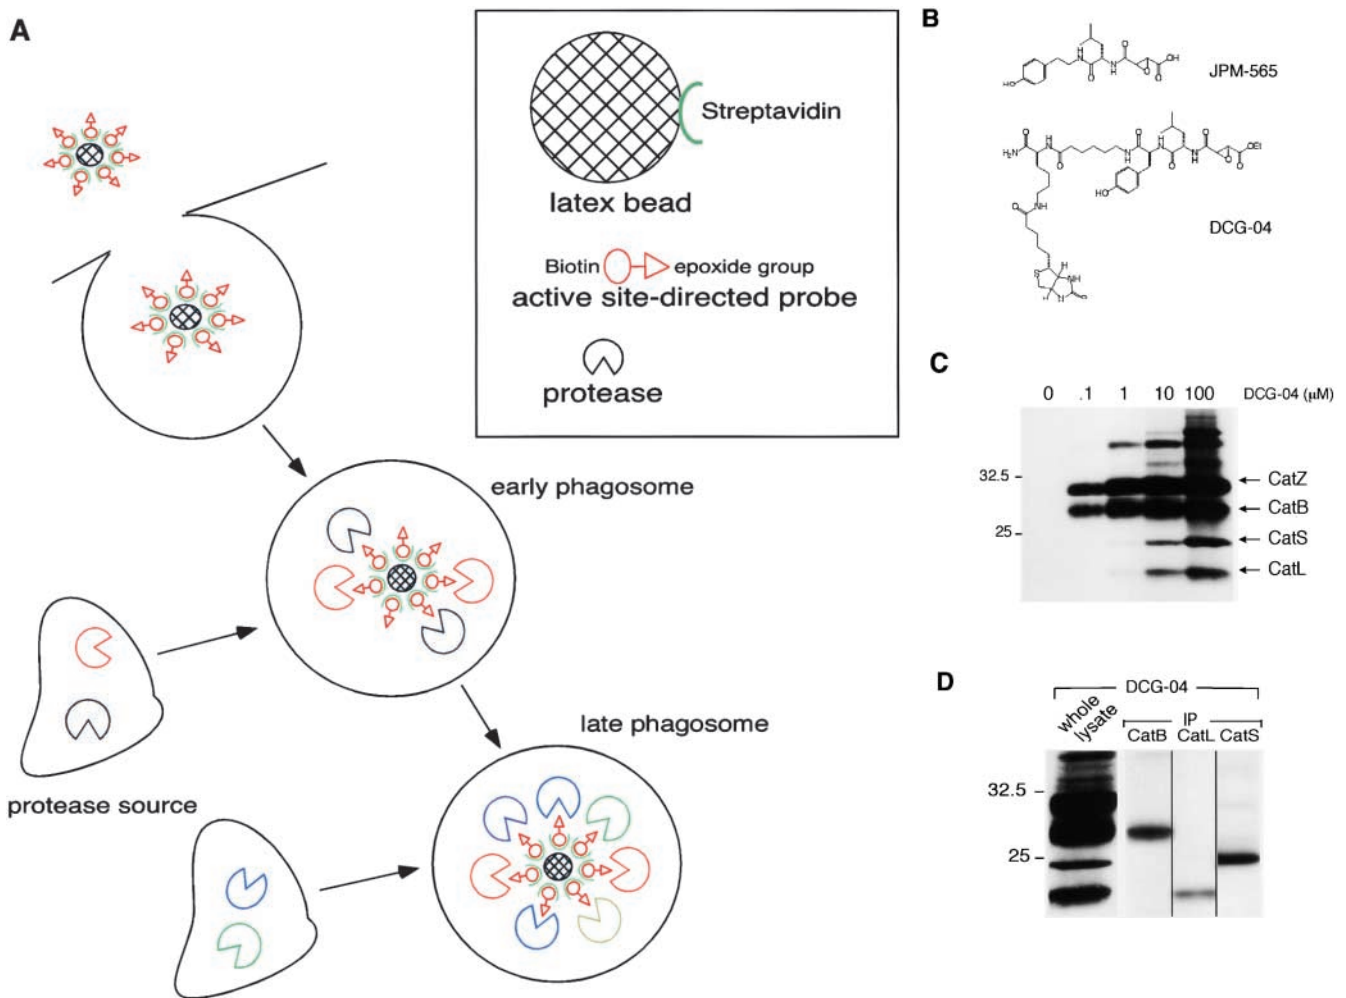 A
Streptavidin
latex bead
Biotin
epoxide group
active site-directed probe
protease
early phagosome
late phagosome
protease source
B
JPM-565
DCG-04
C
0 .1 1 10 100 DCG-04 (μM)
32.5
25
CatZ
CatB
CatS
CatL
D
DCG-04
whole
lysate
IP
CatB CatL CatS
32.5
25